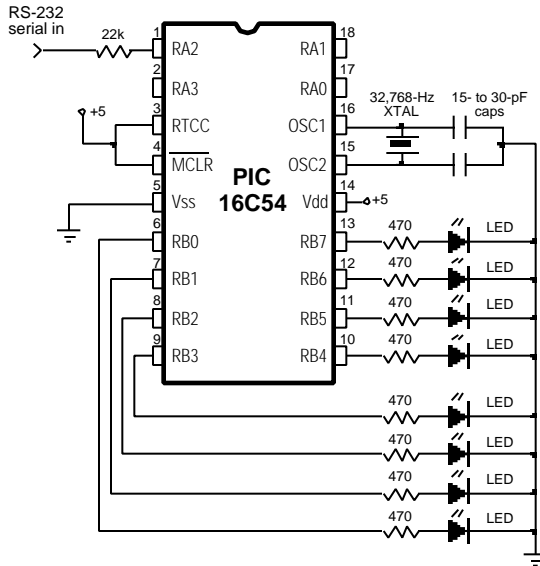 RS-232
serial in
22k
1
RA2
RA1
18
2
RA3
RA0
17
+5
3
RTCC
OSC1
16
32,768-Hz
XTAL
15- to 30-pF
caps
4
MCLR
OSC2
15
PIC
16C54
5
Vss
Vdd
14
+5
6
RB0
RB7
13
470
LED
7
RB1
RB6
12
470
LED
8
RB2
RB5
11
470
LED
9
RB3
RB4
10
470
LED
470
LED
470
LED
470
LED
470
LED